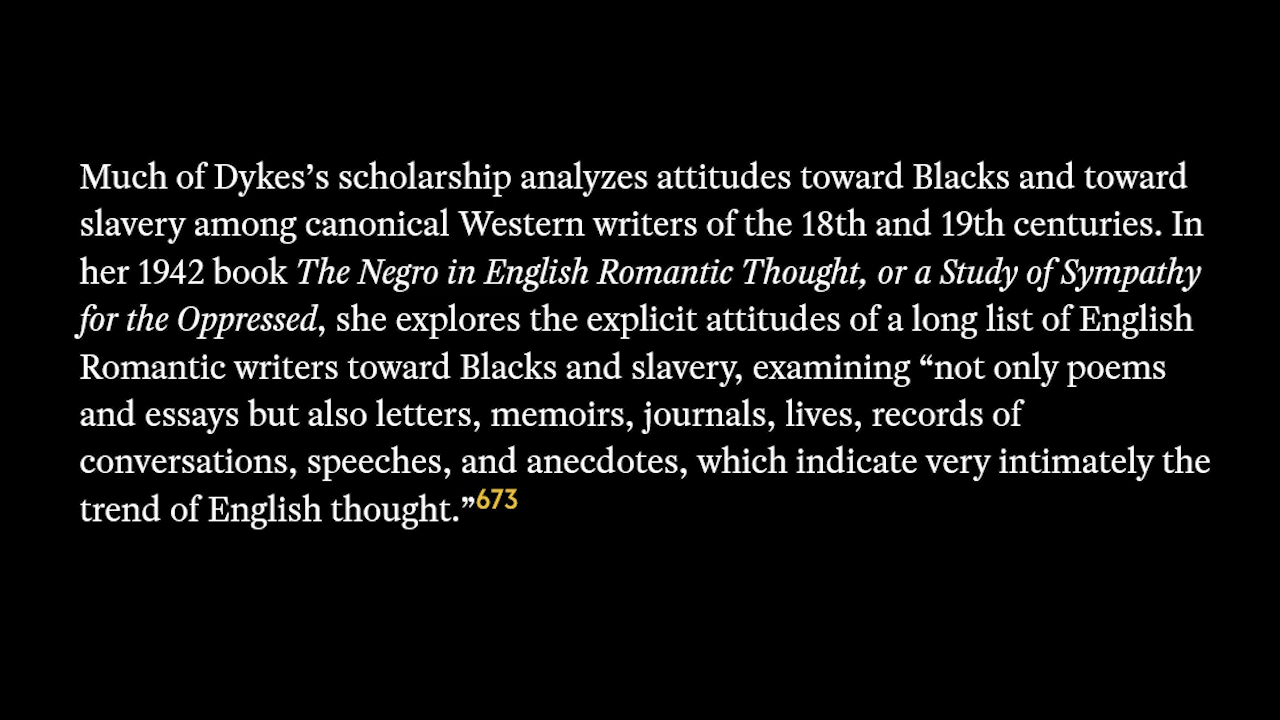 Much of Dykes’s scholarship analyzes attitudes toward Blacks and toward
slavery among canonical Western writers of the 18th and 19th centuries. In
her 1942 book The Negro in English Romantic Thought, or a Study of Sympathy
for the Oppressed, she explores the explicit attitudes of a long list of English
Romantic writers toward Blacks and slavery, examining “not only poems
and essays but also letters, memoirs, journals, lives, records of
conversations, speeches, and anecdotes, which indicate very intimately the
trend of English thought.”673